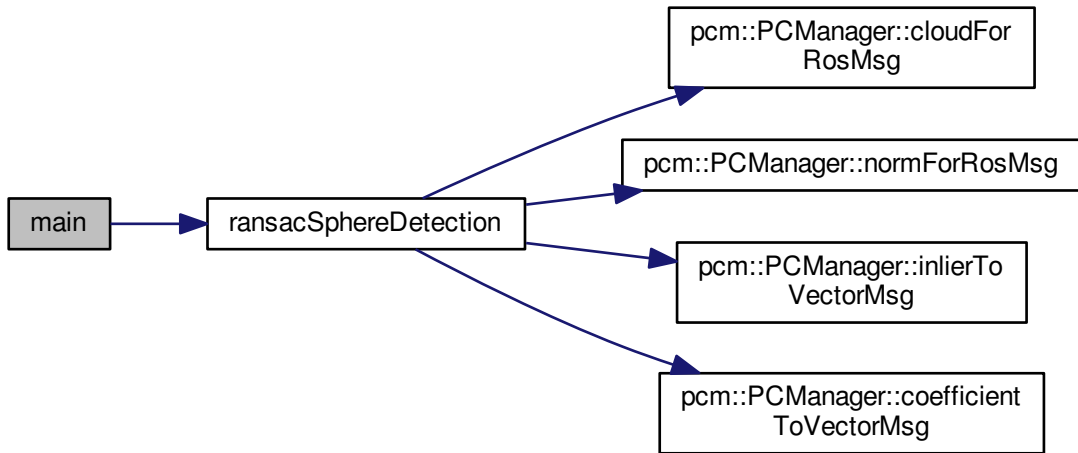 main
ransacSphereDetection
pcm::PCManager::cloudFor
RosMsg
pcm::PCManager::normForRosMsg
pcm::PCManager::inlierTo
VectorMsg
pcm::PCManager::coefficient
ToVectorMsg